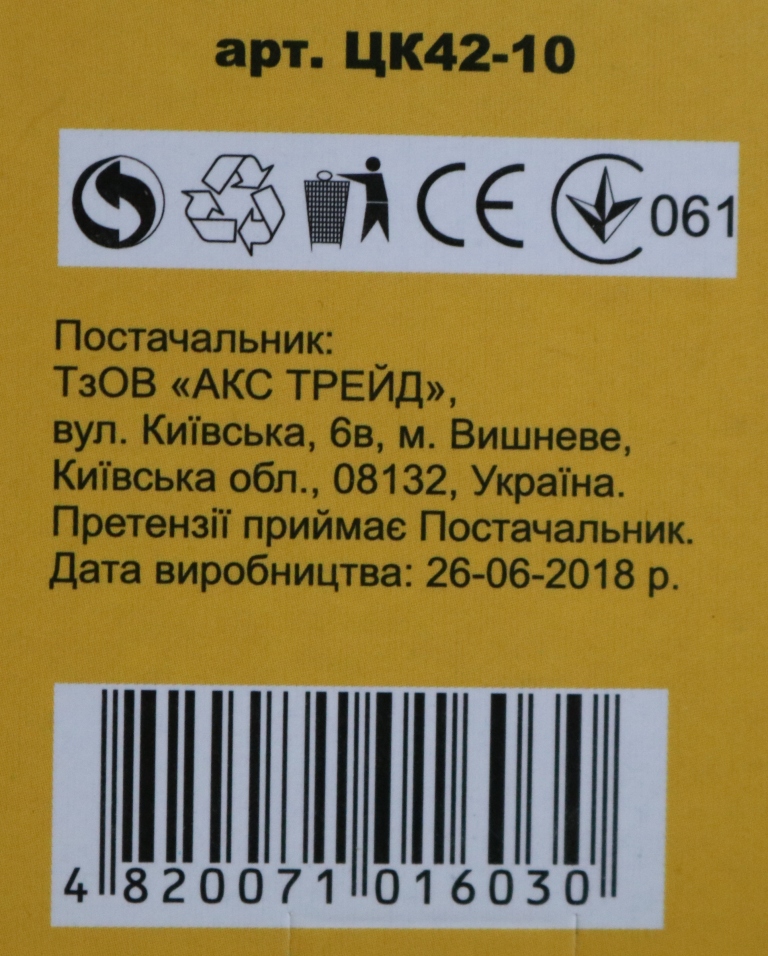 арт. ЦК42-10
CE 061
Постачальник:
ТзОВ «АКС ТРЕЙД»,
вул. Київська, 6в, м. Вишневе,
Київська обл., 08132, Україна.
Претензії приймає Постачальник.
Дата виробництва: 26-06-2018 р.
4 820071 016030